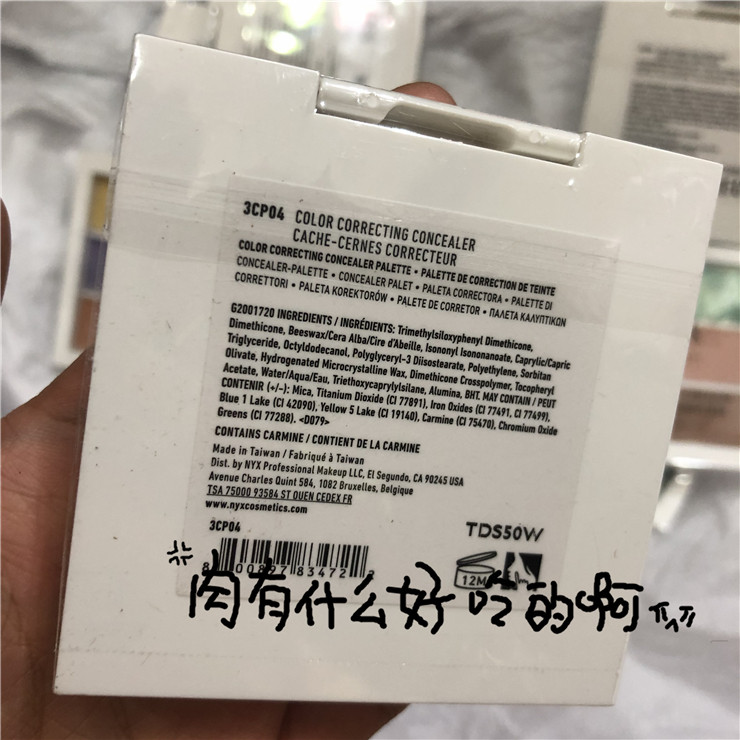 3CP04 COLOR CORRECTING CONCEALER
CACHE-CERNES CORRECTEUR
COLOR CORRECTING CONCEALER PALETTE • PALETTE DE CORRECTION DE TEINTE
CONCEALER-PALETTE • CONCEALER PALET • PALETA CORRECTORA • PALETTE DI
CORRETTORI • PALETA KOREKTORÓW • PALETE DE CORRETOR • ΠΑΛΕΤΑ ΚΑΛΥΠΤΙΚΩΝ
G2001720 INGREDIENTS / INGRÉDIENTS: Trimethylsiloxyphenyl Dimethicone,
Dimethicone, Beeswax/Cera Alba/Cire d'Abeille, Isononyl Isononanoate, Caprylic/Capric
Triglyceride, Octyldodecanol, Polyglyceryl-3 Diisostearate, Polyethylene, Sorbitan
Olivate, Hydrogenated Microcrystalline Wax, Dimethicone Crosspolymer, Tocopheryl
Acetate, Water/Aqua/Eau, Triethoxycaprylylsilane, Alumina, BHT. MAY CONTAIN / PEUT
CONTENIR (+/-): Mica, Titanium Dioxide (CI 77891), Iron Oxides (CI 77491, CI 77499),
Blue 1 Lake (CI 42090), Yellow 5 Lake (CI 19140), Carmine (CI 75470), Chromium Oxide
Greens (CI 77288). <D079>
CONTAINS CARMINE / CONTIENT DE LA CARMINE
Made in Taiwan / Fabriqué à Taiwan
Dist. by NYX Professional Makeup LLC, El Segundo, CA 90245 USA
Avenue Charles Quint 584, 1082 Bruxelles, Belgique
TSA 75000 93584 ST OUEN CEDEX FR
www.nyxcosmetics.com
3CP04
TDS50W
8 00897 83472 2
12M
肉有什么好吃的啊